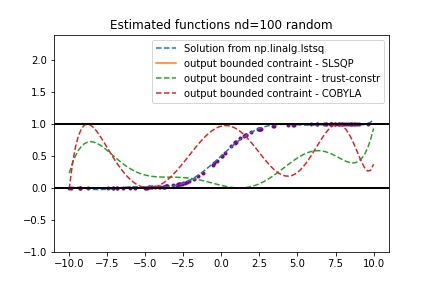 Estimated functions nd=100 random
Solution from np.linalg.lstsq
output bounded contraint - SLSQP
output bounded contraint - trust-constr
output bounded contraint - COBYLA
2.0
1.5
1.0
0.5
0.0
−0.5
−1.0
−10.0 −7.5 −5.0 −2.5 0.0 2.5 5.0 7.5 10.0